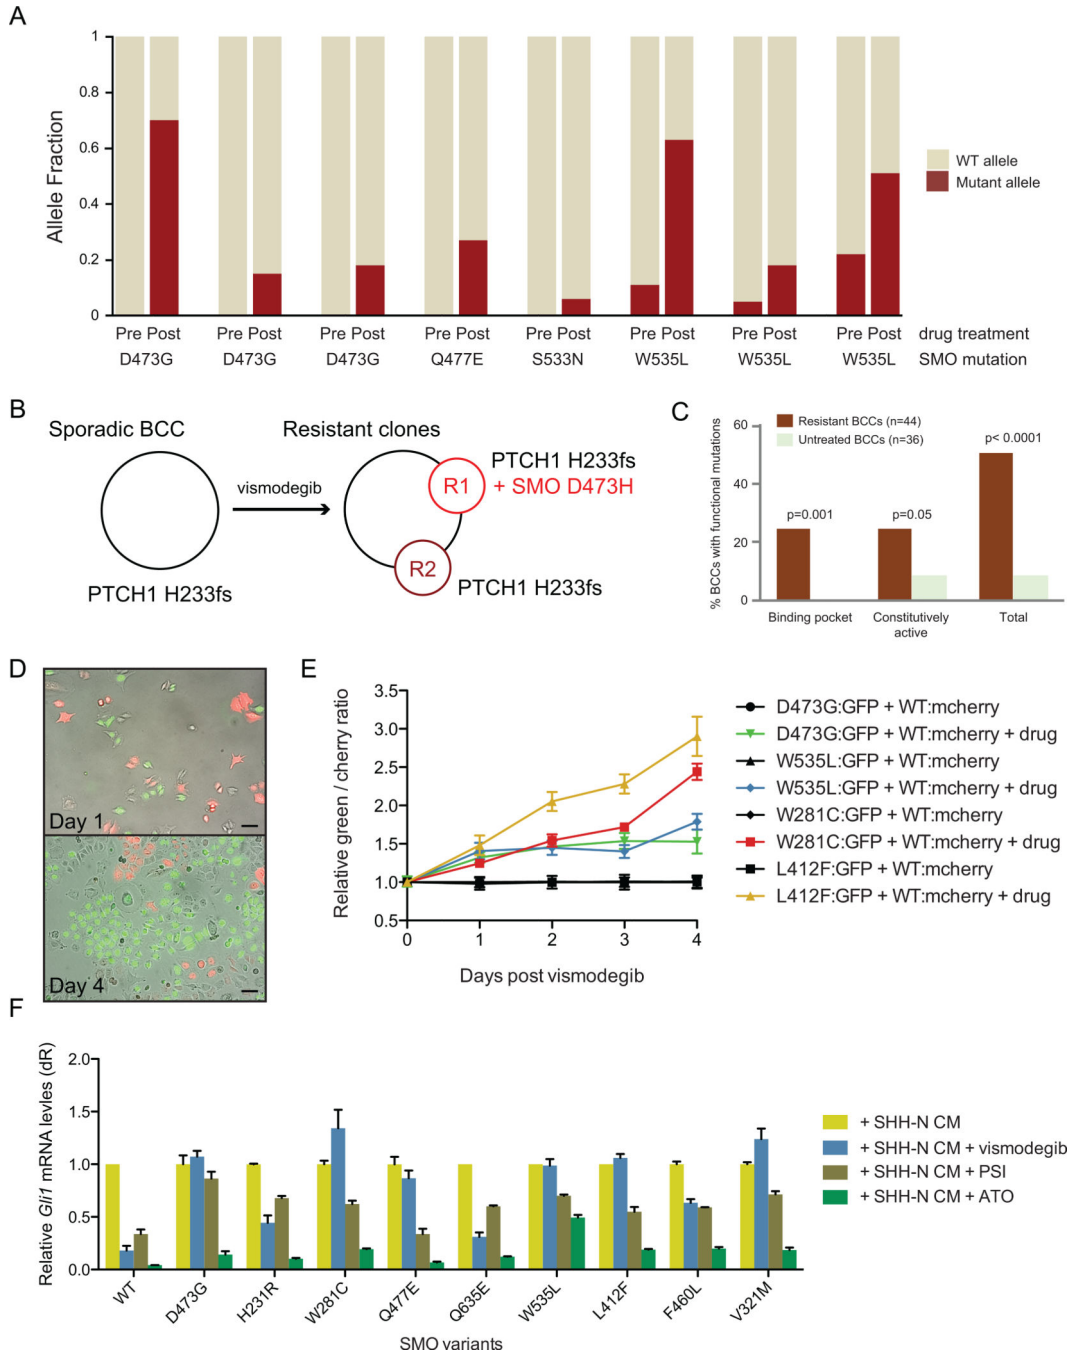 A
Allele Fraction
1
0.8
0.6
0.4
0.2
0
Pre Post Pre Post Pre Post Pre Post Pre Post Pre Post Pre Post Pre Post drug treatment
D473G D473G D473G Q477E S533N W535L W535L W535L SMO mutation
WT allele
Mutant allele
B
Sporadic BCC
Resistant clones
vismodegib
PTCH1 H233fs
R1
R2
PTCH1 H233fs
+ SMO D473H
PTCH1 H233fs
C
Resistant BCCs (n=44)
Untreated BCCs (n=36)
% BCCs with functional mutations
60
40
20
0
p=0.001
p=0.05
p< 0.0001
Binding pocket
Constitutively
active
Total
D
Day 1
Day 4
E
Relative green / cherry ratio
3.5
3.0
2.5
2.0
1.5
1.0
0.5
0 1 2 3 4
Days post vismodegib
D473G:GFP + WT:mcherry
D473G:GFP + WT:mcherry + drug
W535L:GFP + WT:mcherry
W535L:GFP + WT:mcherry + drug
W281C:GFP + WT:mcherry
W281C:GFP + WT:mcherry + drug
L412F:GFP + WT:mcherry
L412F:GFP + WT:mcherry + drug
F
Relative Gli1 mRNA levles (dR)
2.0
1.5
1.0
0.5
0.0
WT D473G H231R W281C Q477E Q635E W535L L412F F460L V321M
SMO variants
+ SHH-N CM
+ SHH-N CM + vismodegib
+ SHH-N CM + PSI
+ SHH-N CM + ATO